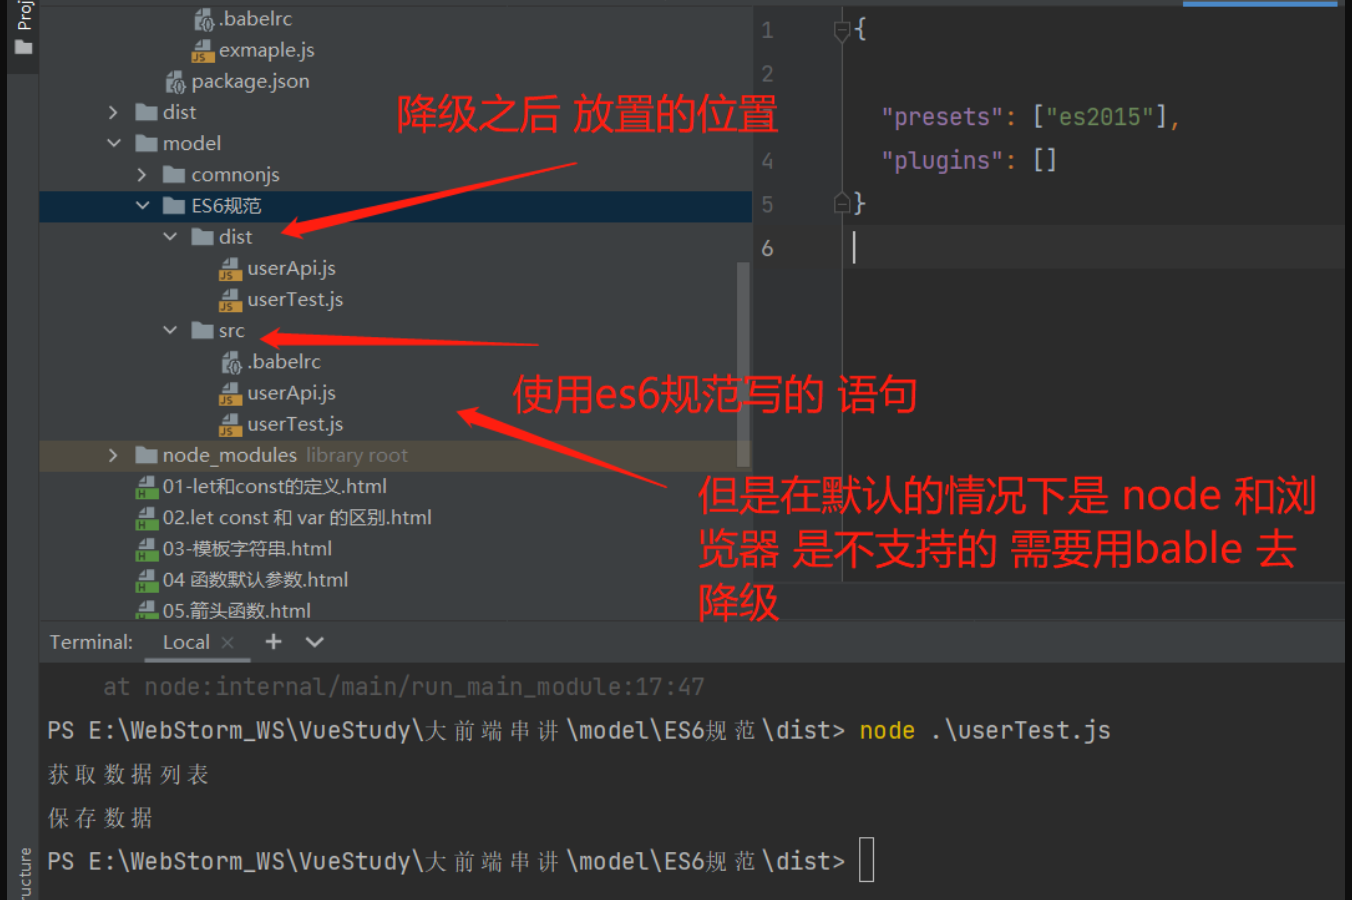 Proj
.babelrc
exmaple.js
package.json
dist
model
comnonjs
ES6规范
dist
userApi.js
userTest.js
src
.babelrc
userApi.js
userTest.js
node_modules library root
01-let和const的定义.html
02.let const 和 var 的区别.html
03-模板字符串.html
04 函数默认参数.html
05.箭头函数.html
1 {
2
"presets": ["es2015"],
4 "plugins": []
5 }
6
降级之后 放置的位置
使用es6规范写的 语句
但是在默认的情况下是 node 和浏
览器 是不支持的 需要用bable 去
降级
Terminal: Local × +
at node:internal/main/run_main_module:17:47
PS E:\WebStorm_WS\VueStudy\大前端串讲\model\ES6规范\dist> node .\userTest.js
获取数据列表
保存数据
PS E:\WebStorm_WS\VueStudy\大前端串讲\model\ES6规范\dist>
ucture